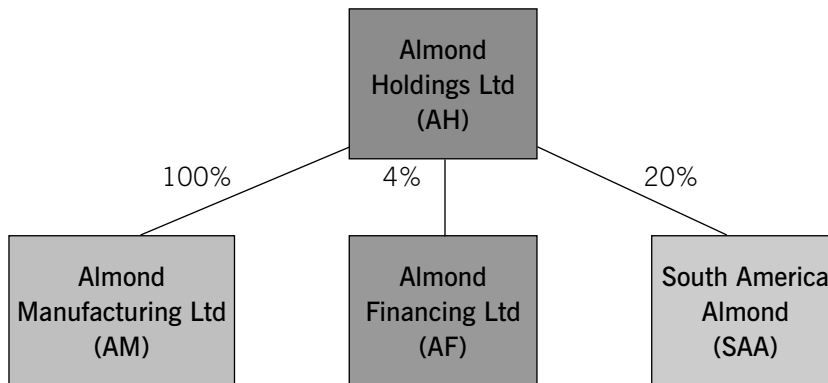 Almond
Holdings Ltd
(AH)
100%
4%
20%
Almond
Manufacturing Ltd
(AM)
Almond
Financing Ltd
(AF)
South America
Almond
(SAA)